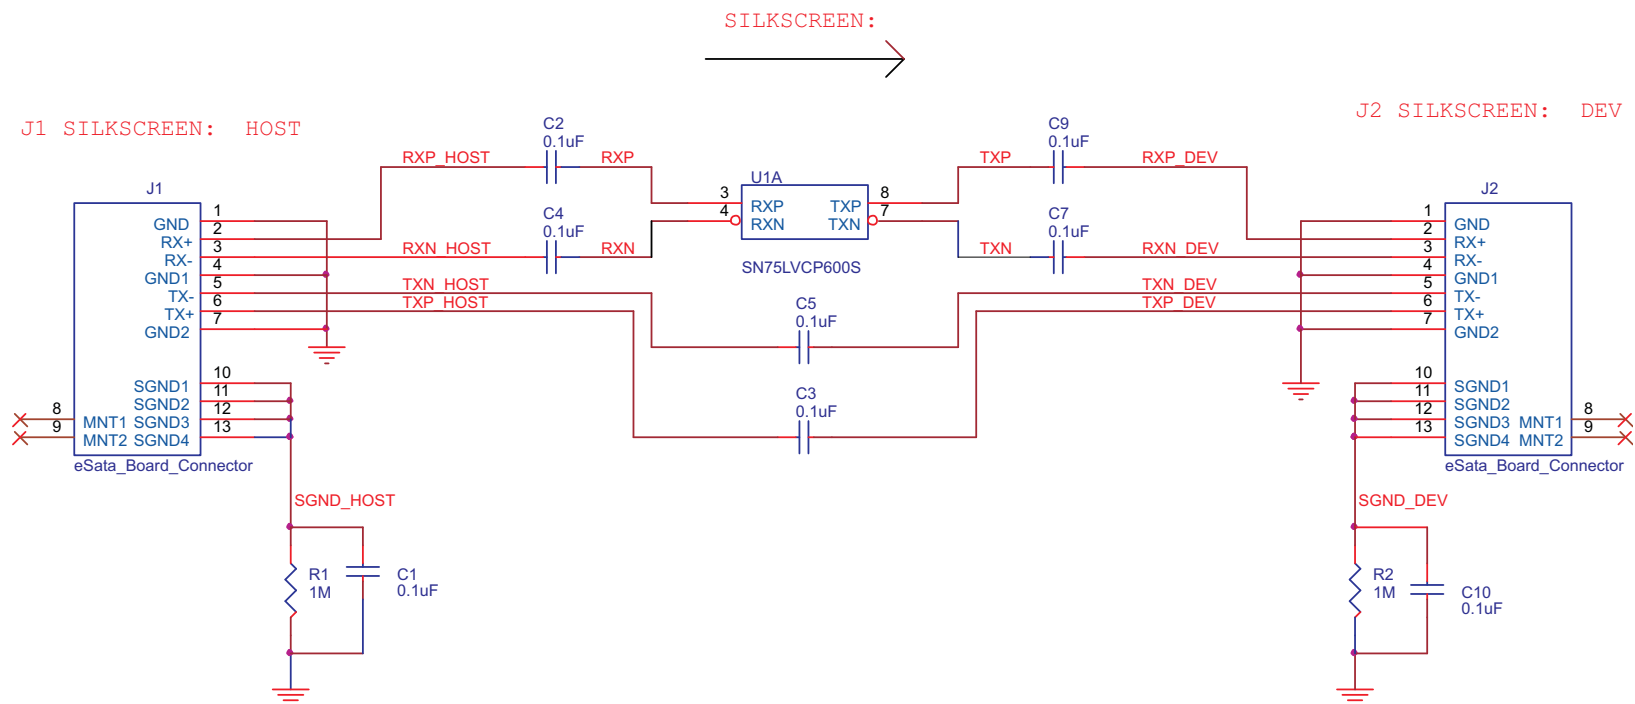 SILKSCREEN:
J1 SILKSCREEN:  HOST
J2 SILKSCREEN:  DEV
J1
1
GND
2
RX+
3
RX-
4
GND1
5
TX-
6
TX+
7
GND2
10
SGND1
11
SGND2
12
SGND3
13
SGND4
8
MNT1
9
MNT2
eSata_Board_Connector
RXP_HOST
RXN_HOST
TXN_HOST
TXP_HOST
C2
0.1uF
RXP
C4
0.1uF
RXN
U1A
3
RXP
4
RXN
8
TXP
7
TXN
SN75LVCP600S
C5
0.1uF
C3
0.1uF
TXP
C9
0.1uF
RXP_DEV
TXN
C7
0.1uF
RXN_DEV
TXN_DEV
TXP_DEV
J2
1
GND
2
RX+
3
RX-
4
GND1
5
TX-
6
TX+
7
GND2
10
SGND1
11
SGND2
12
SGND3
13
SGND4
8
MNT1
9
MNT2
eSata_Board_Connector
SGND_HOST
R1
1M
C1
0.1uF
SGND_DEV
R2
1M
C10
0.1uF